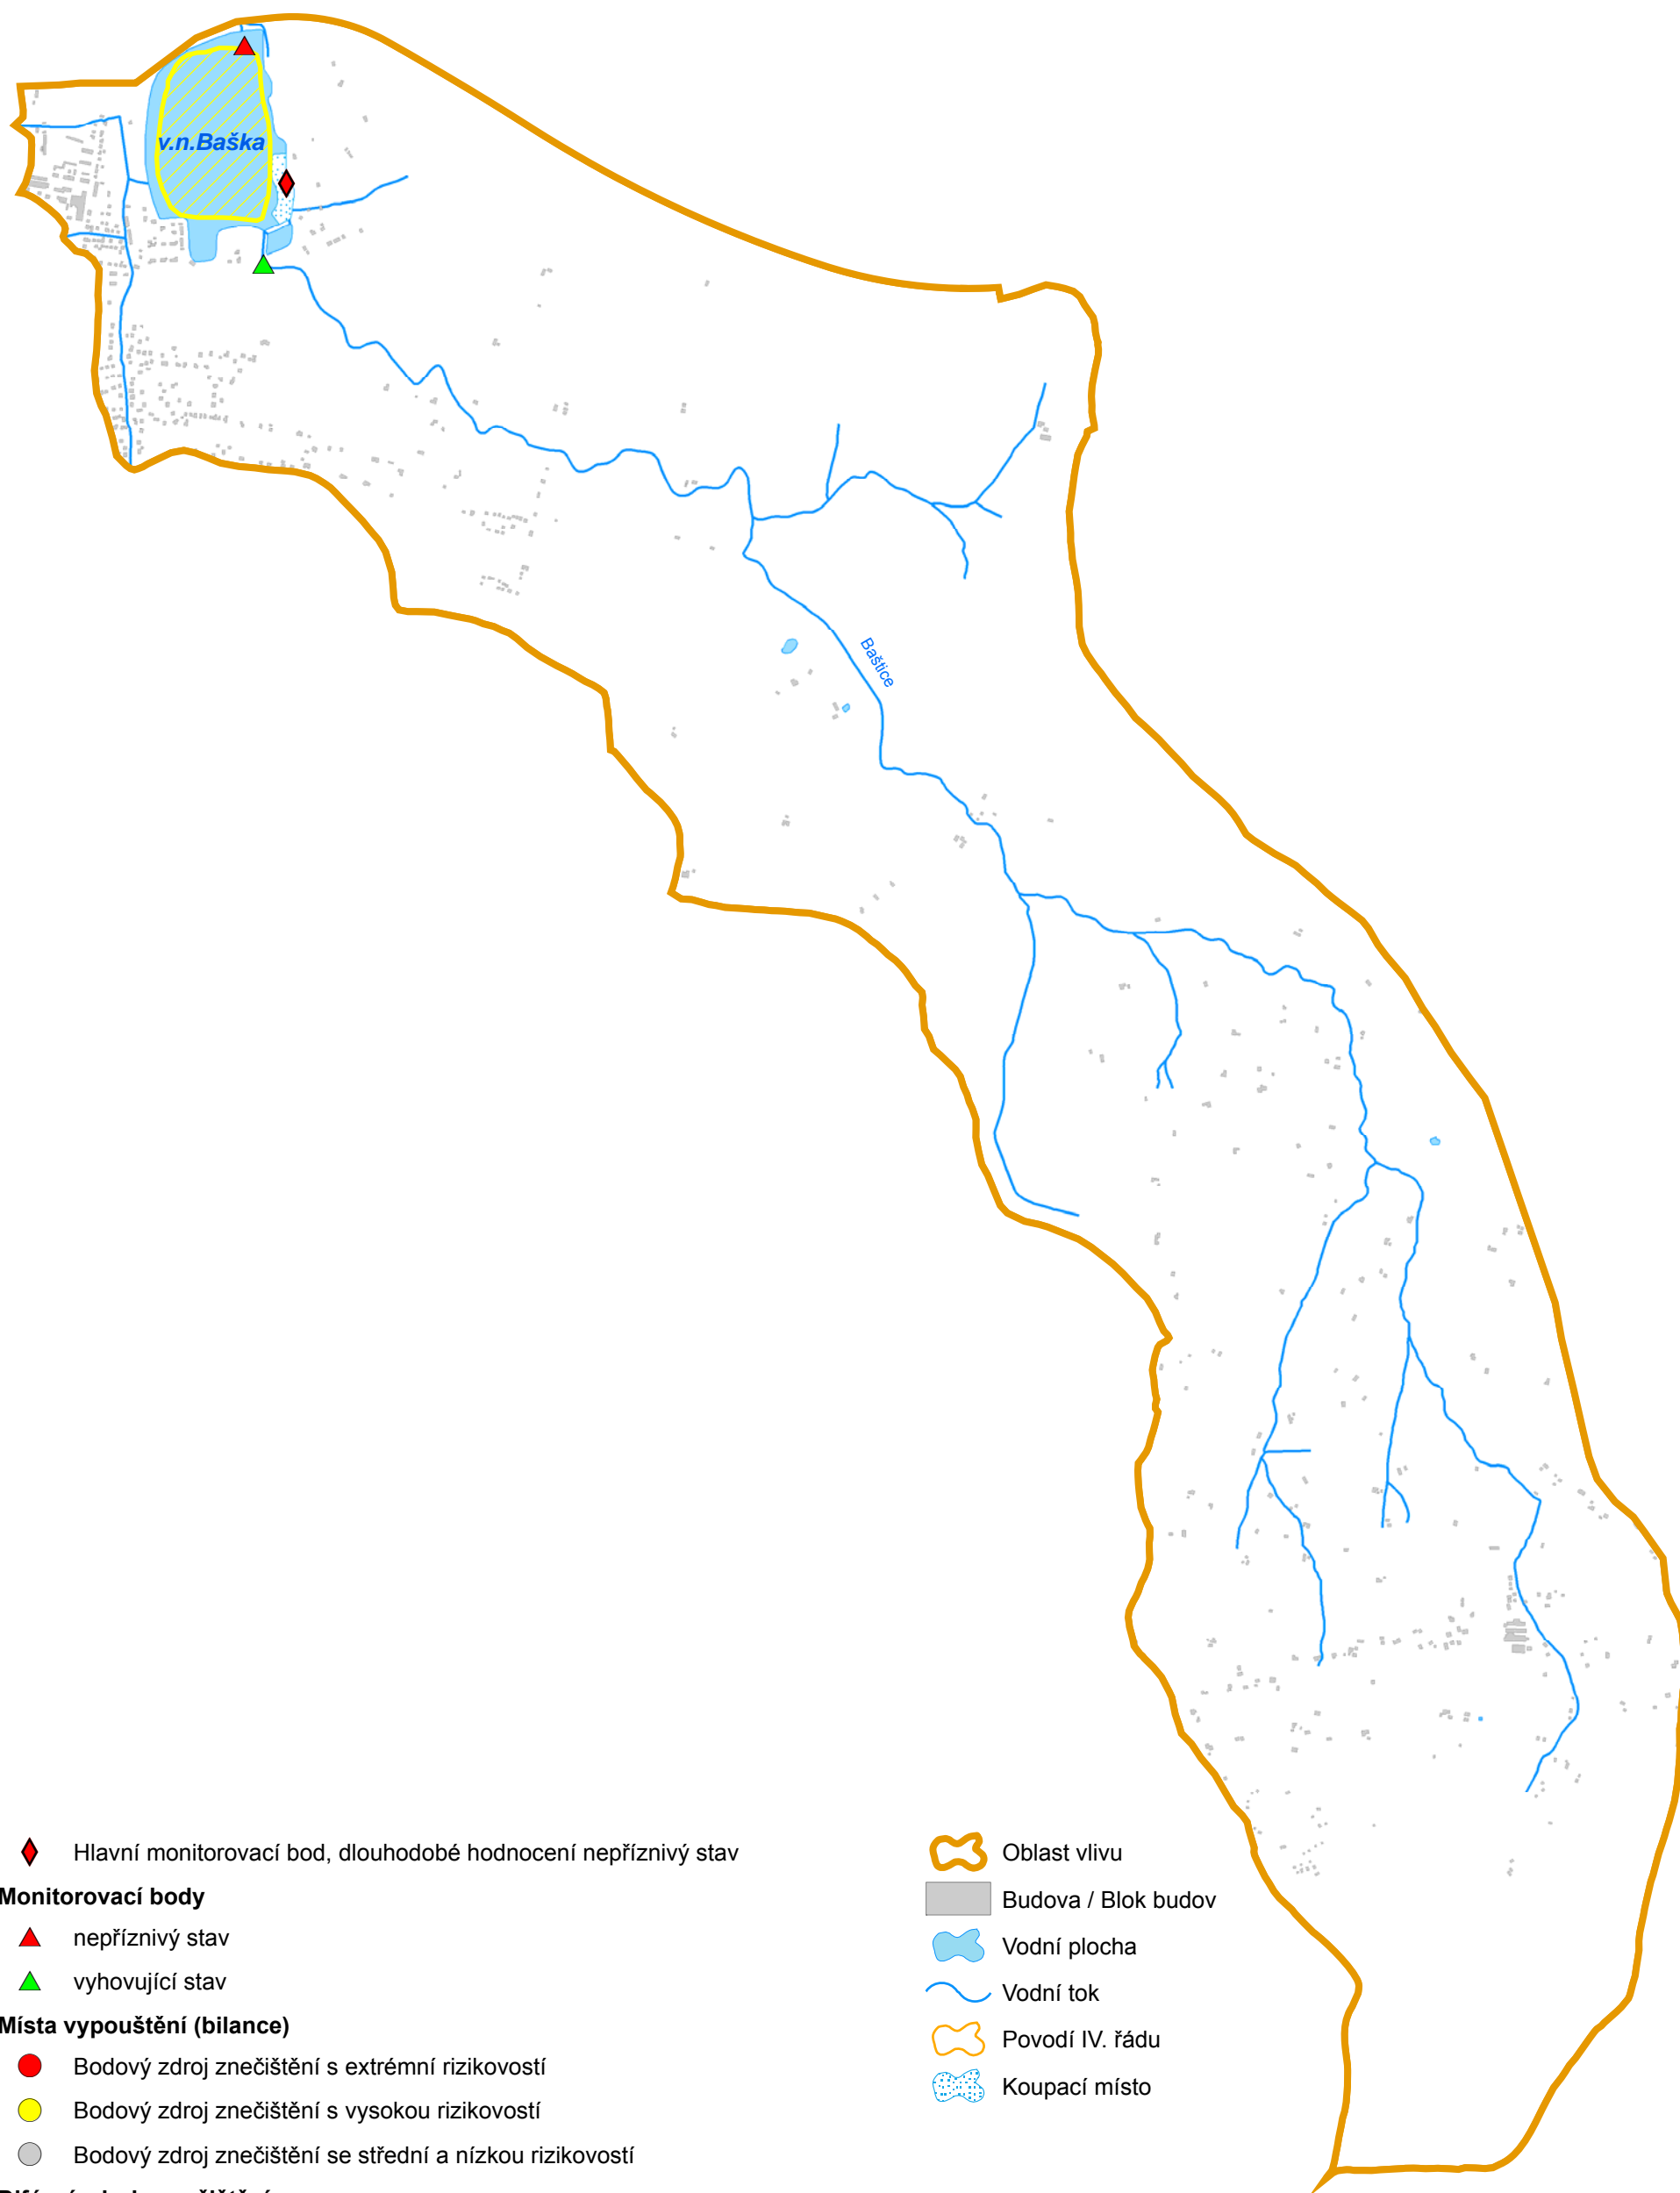 v.n.Baška
Baštice
Hlavní monitorovací bod, dlouhodobé hodnocení nepříznivý stav
Monitorovací body
nepříznivý stav
vyhovující stav
Místa vypouštění (bilance)
Bodový zdroj znečištění s extrémní rizikovostí
Bodový zdroj znečištění s vysokou rizikovostí
Bodový zdroj znečištění se střední a nízkou rizikovostí
Oblast vlivu
Budova / Blok budov
Vodní plocha
Vodní tok
Povodí IV. řádu
Koupací místo